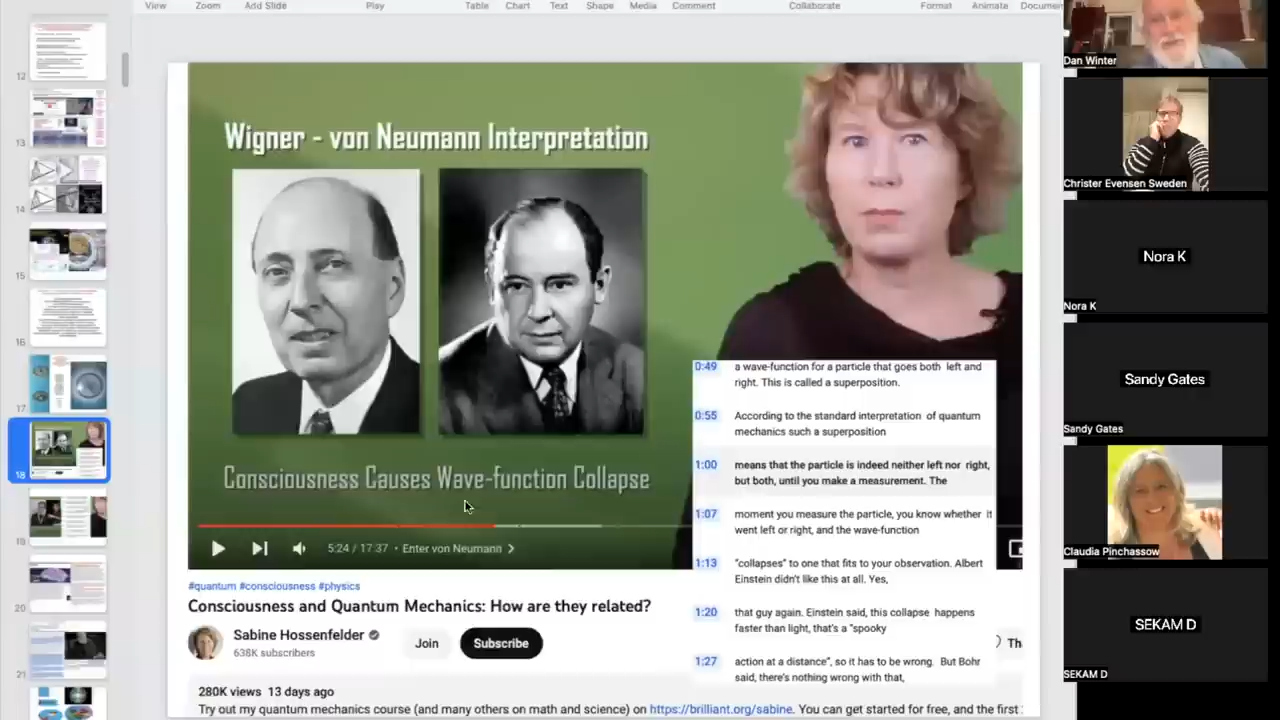 View
Zoom
Add Slide
Play
Table
Chart
Text
Shape
Media
Comment
Collaborate
Format
Animate
12
13
14
15
16
17
18
19
20
21
Wigner - von Neumann Interpretation
Consciousness Causes Wave-function Collapse
5:24 / 17:37 • Enter von Neumann
#quantum #consciousness #physics
Consciousness and Quantum Mechanics: How are they related?
Sabine Hossenfelder
638K subscribers
Join
Subscribe
280K views 13 days ago
Try out my quantum mechanics course (and many others on math and science) on https://brilliant.org/sabine. You can get started for free, and the first
0:49 a wave-function for a particle that goes both left and
right. This is called a superposition.
0:55 According to the standard interpretation of quantum
mechanics such a superposition
1:00 means that the particle is indeed neither left nor right,
but both, until you make a measurement. The
1:07 moment you measure the particle, you know whether it
went left or right, and the wave-function
1:13 "collapses" to one that fits to your observation. Albert
Einstein didn't like this at all. Yes,
1:20 that guy again. Einstein said, this collapse happens
faster than light, that's a "spooky
1:27 action at a distance", so it has to be wrong. But Bohr
said, there's nothing wrong with that,
Dan Winter
Christer Evensen Sweden
Nora K
Nora K
Sandy Gates
Sandy Gates
Claudia Pinchassow
SEKAM D
SEKAM D